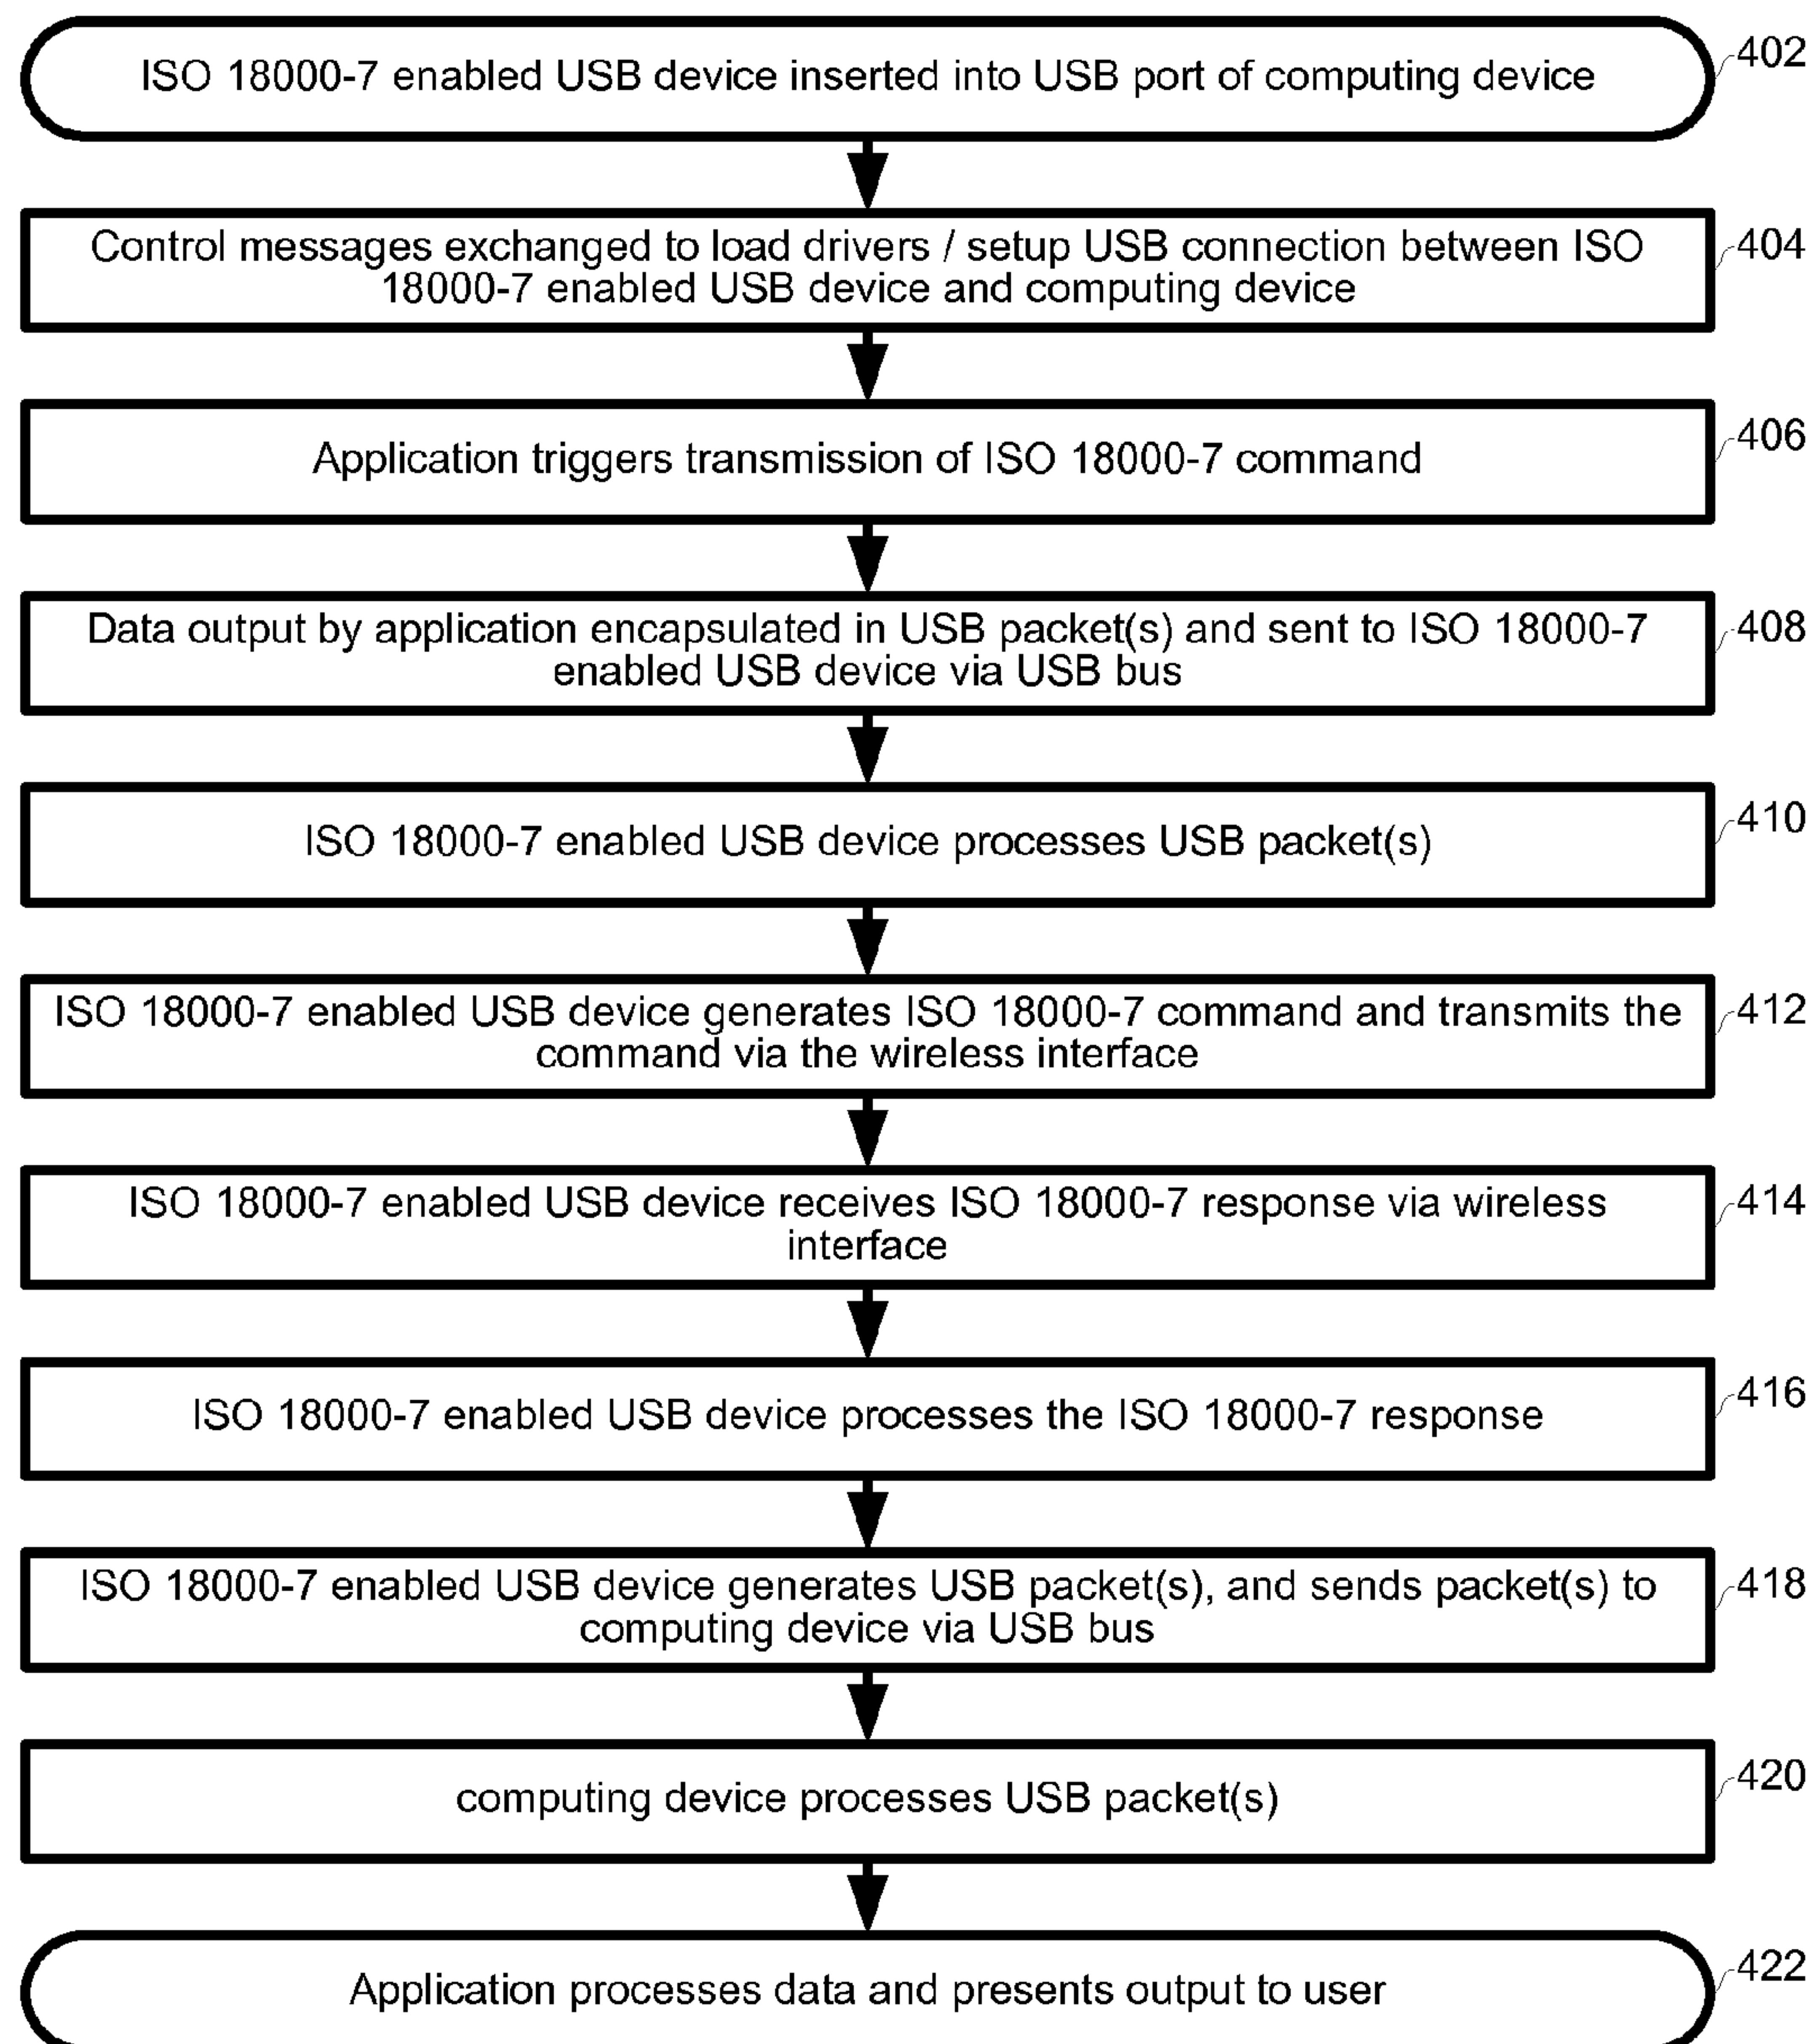 ISO 18000-7 enabled USB device inserted into USB port of computing device
402
Control messages exchanged to load drivers / setup USB connection between ISO
18000-7 enabled USB device and computing device
404
Application triggers transmission of ISO 18000-7 command
406
Data output by application encapsulated in USB packet(s) and sent to ISO 18000-7
enabled USB device via USB bus
408
ISO 18000-7 enabled USB device processes USB packet(s)
410
ISO 18000-7 enabled USB device generates ISO 18000-7 command and transmits the
command via the wireless interface
412
ISO 18000-7 enabled USB device receives ISO 18000-7 response via wireless
interface
414
ISO 18000-7 enabled USB device processes the ISO 18000-7 response
416
ISO 18000-7 enabled USB device generates USB packet(s), and sends packet(s) to
computing device via USB bus
418
computing device processes USB packet(s)
420
Application processes data and presents output to user
422